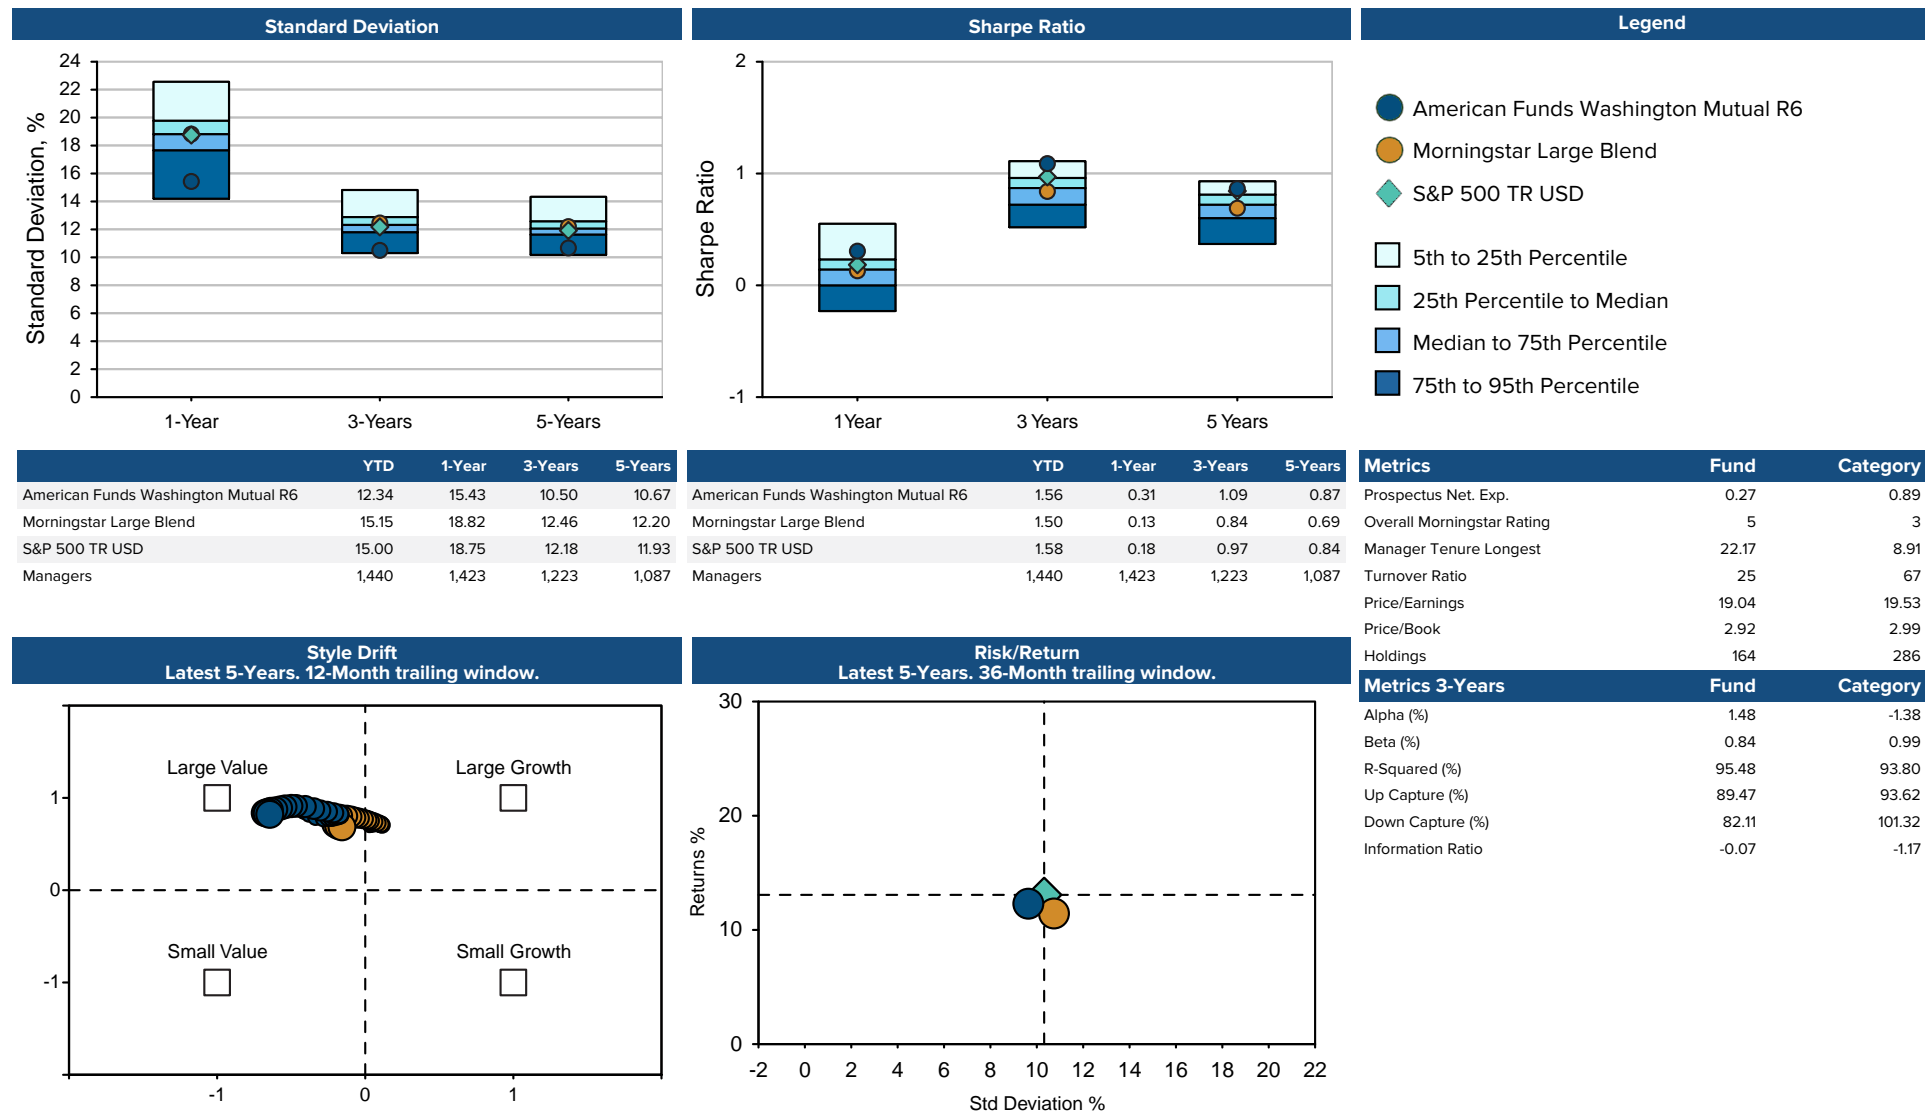 Standard Deviation
24
22
20
18
16
14
12
10
8
6
4
2
0
Standard Deviation, %
1-Year 3-Years 5-Years
Sharpe Ratio
2
1
0
-1
Sharpe Ratio
1Year 3 Years 5 Years
Legend
American Funds Washington Mutual R6
Morningstar Large Blend
S&P 500 TR USD
5th to 25th Percentile
25th Percentile to Median
Median to 75th Percentile
75th to 95th Percentile
YTD 1-Year 3-Years 5-Years
American Funds Washington Mutual R6 12.34 15.43 10.50 10.67
Morningstar Large Blend 15.15 18.82 12.46 12.20
S&P 500 TR USD 15.00 18.75 12.18 11.93
Managers 1,440 1,423 1,223 1,087
YTD 1-Year 3-Years 5-Years
American Funds Washington Mutual R6 1.56 0.31 1.09 0.87
Morningstar Large Blend 1.50 0.13 0.84 0.69
S&P 500 TR USD 1.58 0.18 0.97 0.84
Managers 1,440 1,423 1,223 1,087
Metrics Fund Category
Prospectus Net. Exp. 0.27 0.89
Overall Morningstar Rating 5 3
Manager Tenure Longest 22.17 8.91
Turnover Ratio 25 67
Price/Earnings 19.04 19.53
Price/Book 2.92 2.99
Holdings 164 286
Metrics 3-Years Fund Category
Alpha (%) 1.48 -1.38
Beta (%) 0.84 0.99
R-Squared (%) 95.48 93.80
Up Capture (%) 89.47 93.62
Down Capture (%) 82.11 101.32
Information Ratio -0.07 -1.17
Style Drift
Latest 5-Years. 12-Month trailing window.
Large Value Large Growth
1
0
Small Value Small Growth
-1
-1 0 1
Risk/Return
Latest 5-Years. 36-Month trailing window.
30
20
10
0
Returns %
-2 0 2 4 6 8 10 12 14 16 18 20 22
Std Deviation %